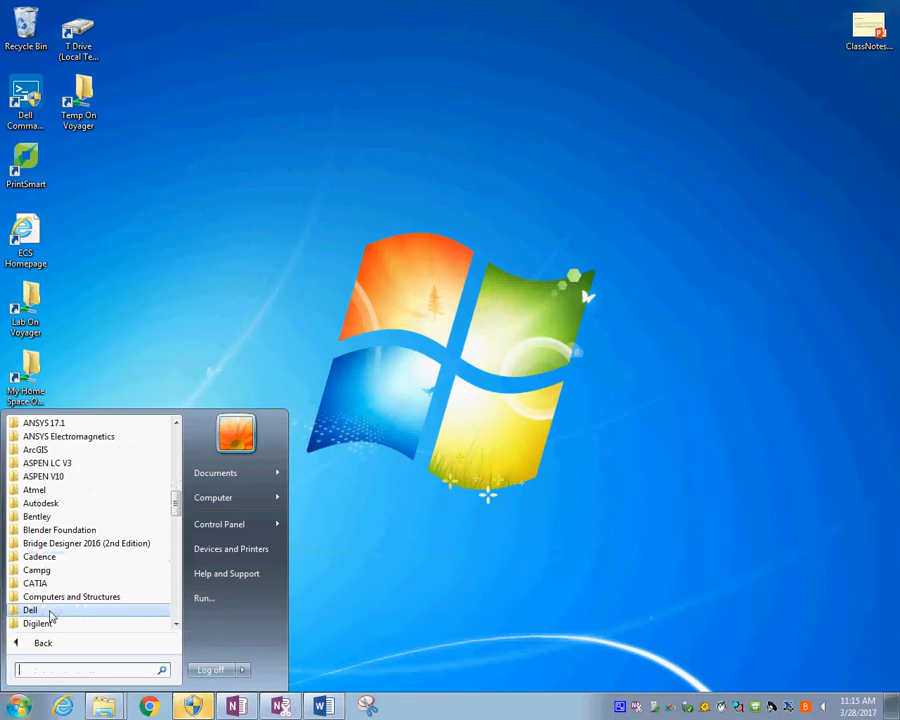 Recycle Bin
T Drive
(Local Te...
ClassNotes...
Dell
Comma...
Temp On
Voyager
PrintSmart
ECS
Homepage
Lab On
Voyager
My Home
Space O...
ANSYS 17.1
ANSYS Electromagnetics
ArcGIS
ASPEN LC V3
ASPEN V10
Atmel
Autodesk
Bentley
Blender Foundation
Bridge Designer 2016 (2nd Edition)
Cadence
Campg
CATIA
Computers and Structures
Dell
Digilent
Back
Documents
Computer
Control Panel
Devices and Printers
Help and Support
Run...
Log off
11:15 AM
3/28/2017